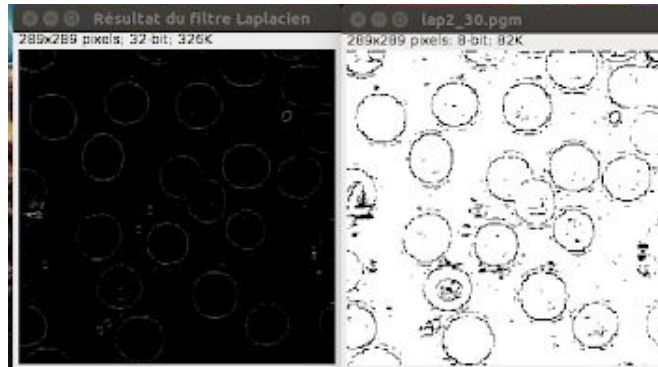 Résultat du filtre Laplacien
289x289 pixels; 32-bit; 326K
lap2_30.pgm
289x289 pixels; 8-bit; 82K